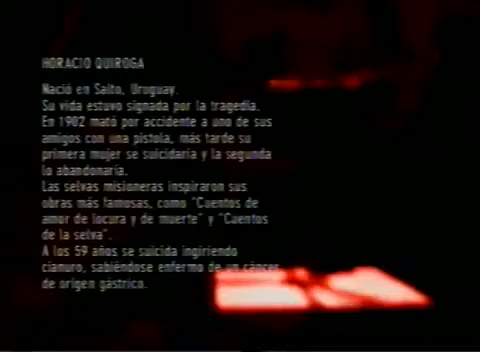 HORACIO QUIROGA
Nació en Salto, Uruguay.
Su vida estuvo signada por la tragedia.
En 1902 mató por accidente a uno de sus
amigos con una pistola, más tarde su
primera mujer se suicidaría y la segunda
lo abandonaría.
Las selvas misioneras inspiraron sus
obras más famosas, como "Cuentos de
amor de locura y de muerte" y "Cuentos
de la selva".
A los 59 años se suicida ingiriendo
cianuro, sabiéndose enfermo de un cáncer
de origen gástrico.